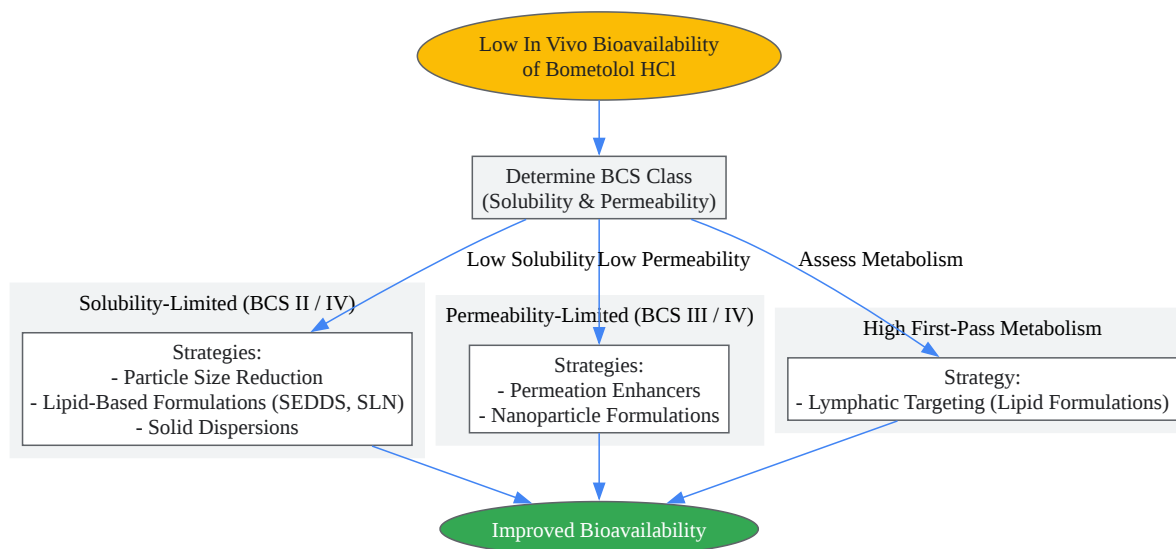 Low In Vivo Bioavailability
of Bometolol HCl
Determine BCS Class
(Solubility & Permeability)
Low Solubility
Low Permeability
Assess Metabolism
Solubility-Limited (BCS II / IV)
Strategies:
- Particle Size Reduction
- Lipid-Based Formulations (SEDDS, SLN)
- Solid Dispersions
Permeability-Limited (BCS III / IV)
Strategies:
- Permeation Enhancers
- Nanoparticle Formulations
High First-Pass Metabolism
Strategy:
- Lymphatic Targeting (Lipid Formulations)
Improved Bioavailability